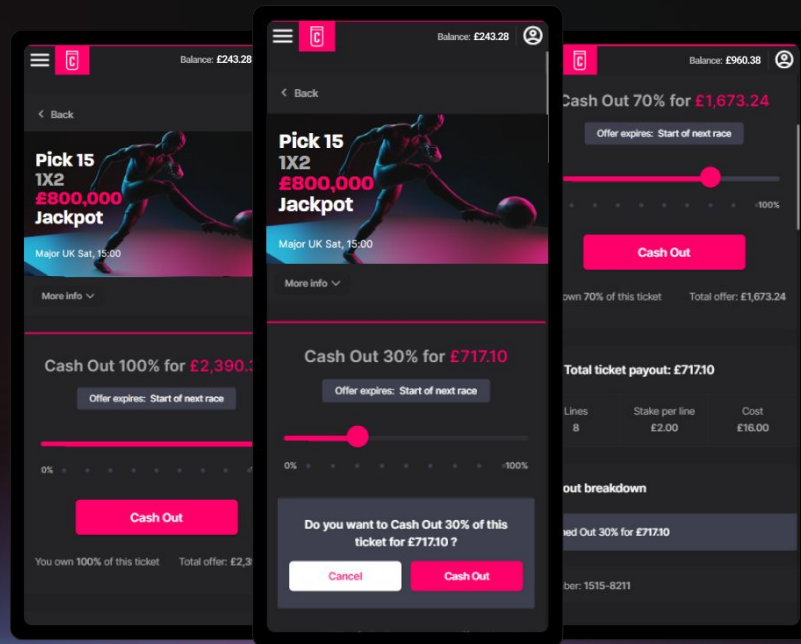 Balance: £243.28
Back
Pick 15
1X2
£800,000
Jackpot
Major UK Sat, 15:00
More info
Cash Out 100% for £2,390.
Offer expires: Start of next race
0%
Cash Out
You own 100% of this ticket
Total offer: £2,39
C
Balance: £243.28
Back
Pick 15
1X2
£800,000
Jackpot
Major UK Sat, 15:00
More info
Cash Out 30% for £717.10
Offer expires: Start of next race
0%
100%
Do you want to Cash Out 30% of this
ticket for £717.10 ?
Cancel
Cash Out
C
Balance: £960.38
Cash Out 70% for £1,673.24
Offer expires: Start of next race
100%
Cash Out
own 70% of this ticket
Total offer: £1,673.24
Total ticket payout: £717.10
Lines
Stake per line
Cost
8
£2.00
£16.00
out breakdown
hed Out 30% for £717.10
ber: 1515-8211